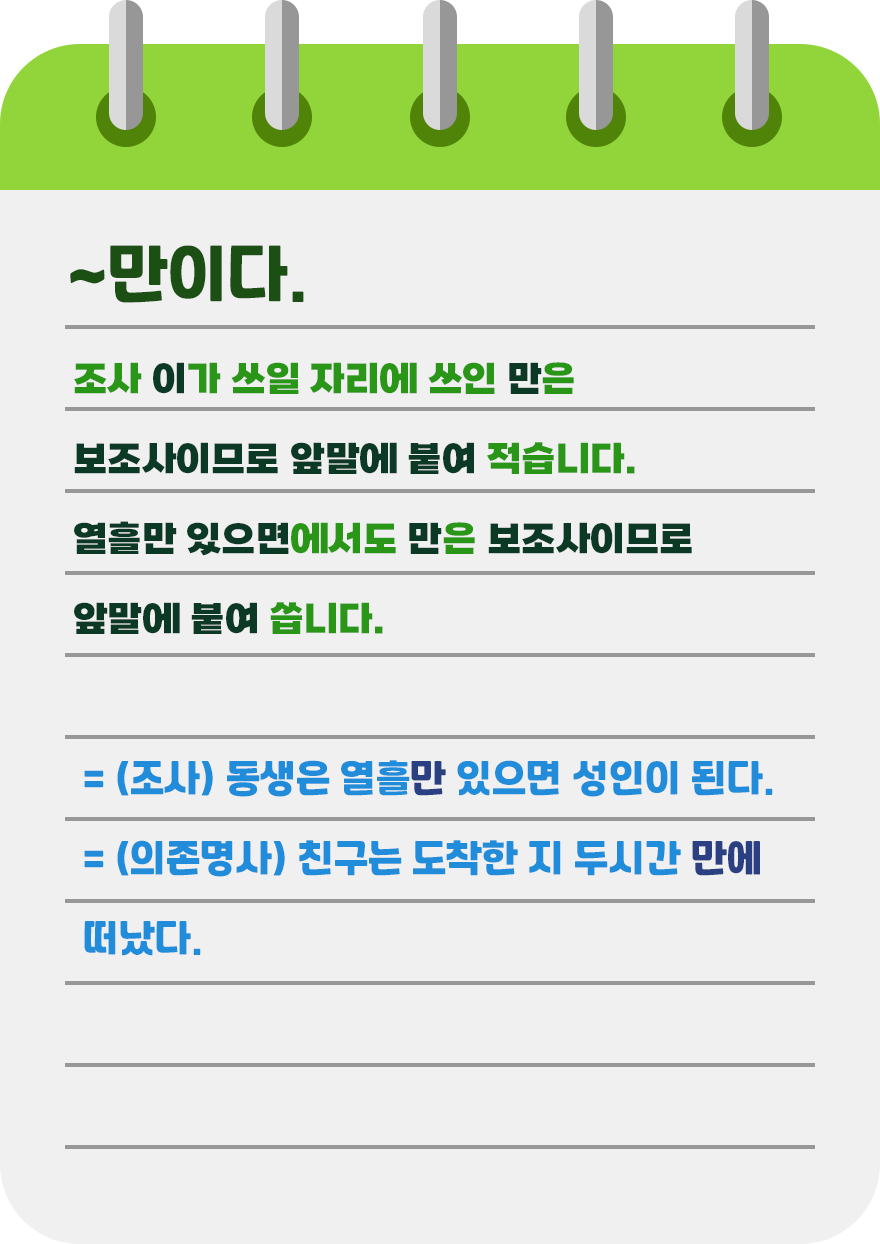 ~만이다.
조사 이가 쓰일 자리에 쓰인 만은
보조사이므로 앞말에 붙여 적습니다.
열흘만 있으면에서도 만은 보조사이므로
앞말에 붙여 씁니다.
= (조사) 동생은 열흘만 있으면 성인이 된다.
= (의존명사) 친구는 도착한 지 두시간 만에
떠났다.